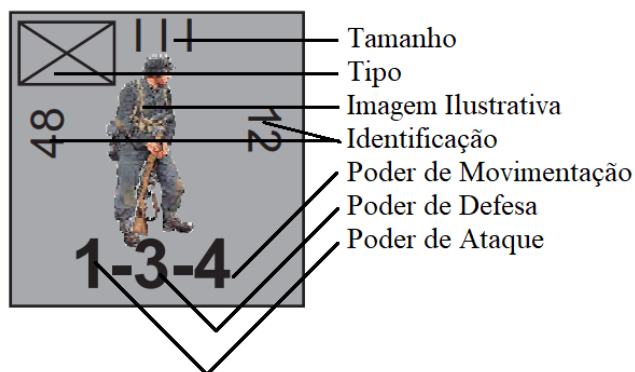 III
Tamanho
Tipo
Imagem Ilustrativa
48
12
Identificação
Poder de Movimentação
Poder de Defesa
Poder de Ataque
1-3-4